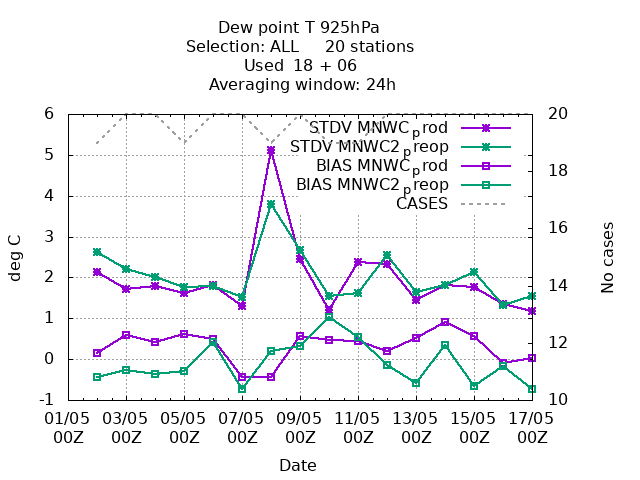 Dew point T 925hPa
Selection: ALL 20 stations
Used 18 + 06
Averaging window: 24h
STDV MNWC_prod
STDV MNWC2_preop
BIAS MNWC_prod
BIAS MNWC2_preop
CASES
6
5
4
3
2
1
0
-1
deg C
20
18
16
14
12
10
No cases
01/05 03/05 05/05 07/05 09/05 11/05 13/05 15/05 17/05
00Z 00Z 00Z 00Z 00Z 00Z 00Z 00Z 00Z
Date